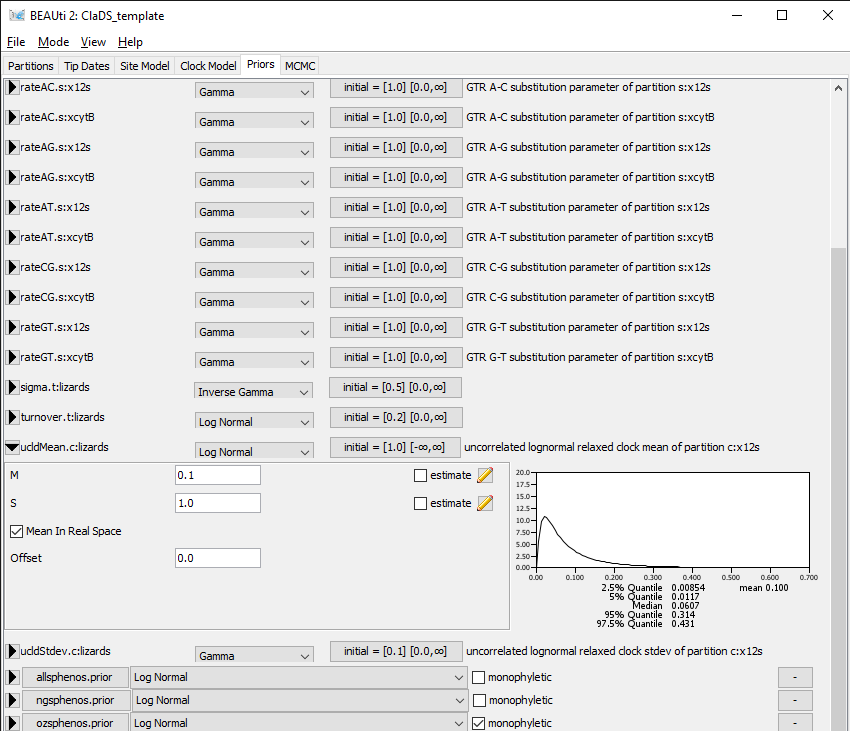 BEAUti 2: ClaDS_template
File Mode View Help
Partitions Tip Dates Site Model Clock Model Priors MCMC
rateAC.s:x12s Gamma initial = [1.0] [0.0,∞] GTR A-C substitution parameter of partition s:x12s
rateAC.s:xcytB Gamma initial = [1.0] [0.0,∞] GTR A-C substitution parameter of partition s:xcytB
rateAG.s:x12s Gamma initial = [1.0] [0.0,∞] GTR A-G substitution parameter of partition s:x12s
rateAG.s:xcytB Gamma initial = [1.0] [0.0,∞] GTR A-G substitution parameter of partition s:xcytB
rateAT.s:x12s Gamma initial = [1.0] [0.0,∞] GTR A-T substitution parameter of partition s:x12s
rateAT.s:xcytB Gamma initial = [1.0] [0.0,∞] GTR A-T substitution parameter of partition s:xcytB
rateCG.s:x12s Gamma initial = [1.0] [0.0,∞] GTR C-G substitution parameter of partition s:x12s
rateCG.s:xcytB Gamma initial = [1.0] [0.0,∞] GTR C-G substitution parameter of partition s:xcytB
rateGT.s:x12s Gamma initial = [1.0] [0.0,∞] GTR G-T substitution parameter of partition s:x12s
rateGT.s:xcytB Gamma initial = [1.0] [0.0,∞] GTR G-T substitution parameter of partition s:xcytB
sigma.t:lizards Inverse Gamma initial = [0.5] [0.0,∞]
turnover.t:lizards Log Normal initial = [0.2] [0.0,∞]
ucldMean.c:lizards Log Normal initial = [1.0] [-∞,∞] uncorrelated lognormal relaxed clock mean of partition c:x12s
M 0.1 estimate
S 1.0 estimate
Mean In Real Space
Offset 0.0
20.0
17.5
15.0
12.5
10.0
7.50
5.00
2.50
0.00
0.00 0.100 0.200 0.300 0.400 0.500 0.600 0.700
2.5% Quantile 0.00854 mean 0.100
5% Quantile 0.0117
Median 0.0607
95% Quantile 0.314
97.5% Quantile 0.431
ucldStdev.c:lizards Gamma initial = [0.1] [0.0,∞] uncorrelated lognormal relaxed clock stdev of partition c:x12s
allsphenos.prior Log Normal monophyletic -
ngsphenos.prior Log Normal monophyletic -
ozsphenos.prior Log Normal monophyletic -